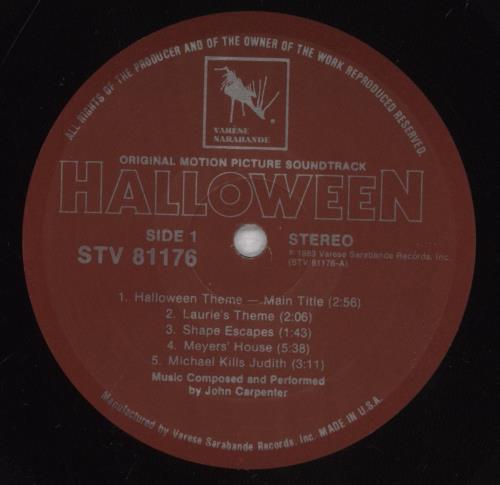 ALL RIGHTS OF THE PRODUCER AND OF THE OWNER OF THE WORK REPRODUCED RESERVED.
VARÈSE
SARABANDE
®
ORIGINAL MOTION PICTURE SOUNDTRACK
HALLOWEEN
SIDE 1
STV 81176
STEREO
℗ 1983 Varese Sarabande Records, Inc.
(STV 81176-A)
1. Halloween Theme — Main Title (2:56)
2. Laurie's Theme (2:06)
3. Shape Escapes (1:43)
4. Meyers' House (5:38)
5. Michael Kills Judith (3:11)
Music Composed and Performed
by John Carpenter
Manufactured by Varese Sarabande Records, Inc. MADE IN U.S.A.